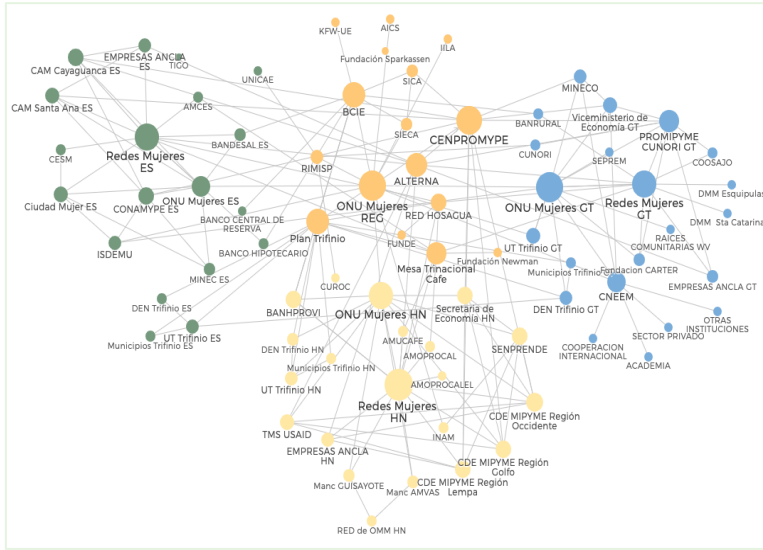 KFW-UE
AICS
IILA
Fundación Sparkassen
SICA
EMPRESAS ANCLA
ES
TIGO
CAM Cayaguanca ES
UNICAE
CAM Santa Ana ES
AMCES
BCIE
SIECA
CENPROMYPE
MINECO
BANRURAL
Viceministerio de
Economía GT
PROMIPYME
CUNORI GT
Redes Mujeres
ES
BANDESAL ES
CESM
RIMISP
ALTERNA
CUNORI
SEPREM
COOSAJO
Ciudad Mujer ES
CONAMYPE ES
ONU Mujeres ES
ONU Mujeres
REG
RED HOSAGUA
ONU Mujeres GT
Redes Mujeres
GT
DMM Esquipulas
DMM Sta Catarina
BANCO CENTRAL DE
RESERVA
ISDEMU
BANCO HIPOTECARIO
Plan Trifinio
FUNDE
Mesa Trinacional
Cafe
Fundación Newman
UT Trifinio GT
RAICES
COMUNITARIAS WV
MINEC ES
Municipios Trifinio GT
Fundacion CARTER
EMPRESAS ANCLA GT
CNEEM
DEN Trifinio GT
DEN Trifinio ES
UT Trifinio ES
Municipios Trifinio ES
CUROC
BANHPROVI
ONU Mujeres HN
Secretaria de
Economía HN
AMUCAFE
SENPRENDE
OTRAS
INSTITUCIONES
SECTOR PRIVADO
COOPERACION
INTERNACIONAL
ACADEMIA
DEN Trifinio HN
Municipios Trifinio HN
AMOPROCAL
UT Trifinio HN
AMOPROGALEL
Redes Mujeres
HN
CDE MIPYME Región
Occidente
TMS USAID
INAM
EMPRESAS ANCLA
HN
CDE MIPYME Región
Golfo
CDE MIPYME Región
Lempa
Manc GUISAYOTE
Manc AMVAS
RED de OMM HN